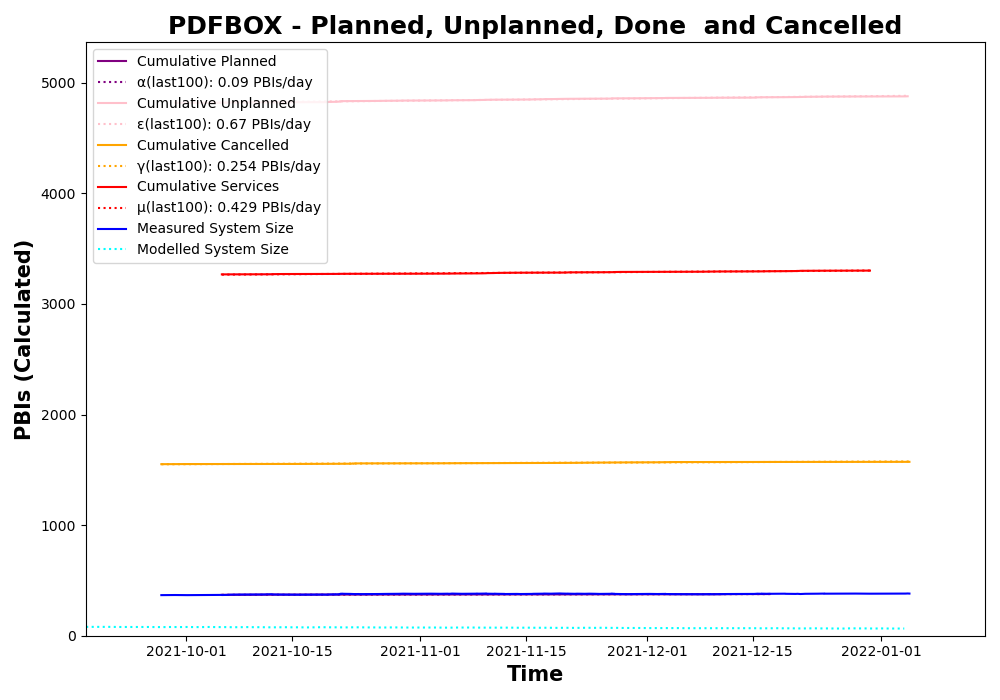 PDFBOX - Planned, Unplanned, Done  and Cancelled
PBIs (Calculated)
5000
4000
3000
2000
1000
0
Cumulative Planned
α(last100): 0.09 PBIs/day
Cumulative Unplanned
ε(last100): 0.67 PBIs/day
Cumulative Cancelled
γ(last100): 0.254 PBIs/day
Cumulative Services
μ(last100): 0.429 PBIs/day
Measured System Size
Modelled System Size
2021-10-01 2021-10-15 2021-11-01 2021-11-15 2021-12-01 2021-12-15 2022-01-01
Time